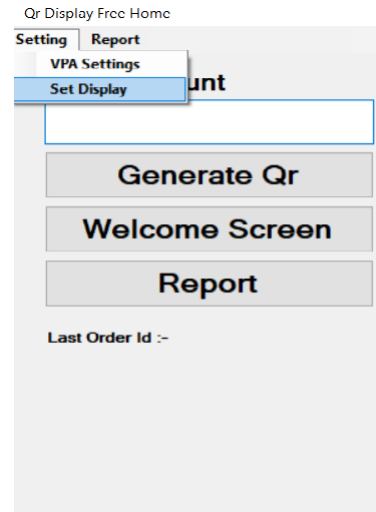 Qr Display Free Home
Setting Report
VPA Settings
Set Display
unt
Generate Qr
Welcome Screen
Report
Last Order Id :-